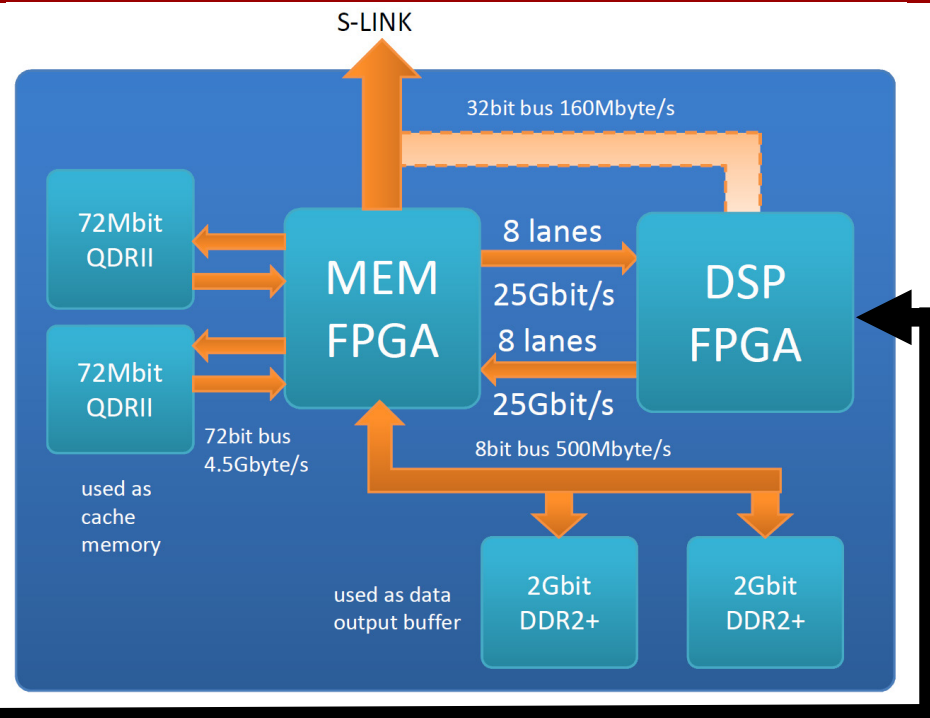 S-LINK
32bit bus 160Mbyte/s
72Mbit
QDRII
MEM
FPGA
8 lanes
25Gbit/s
8 lanes
25Gbit/s
DSP
FPGA
72Mbit
QDRII
72bit bus
4.5Gbyte/s
8bit bus 500Mbyte/s
used as
cache
memory
used as data
output buffer
2Gbit
DDR2+
2Gbit
DDR2+